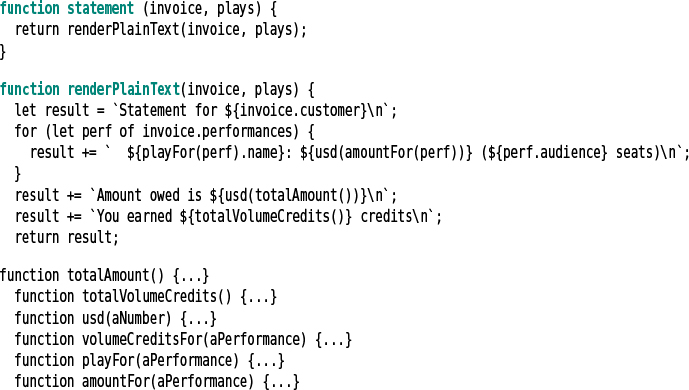 function statement (invoice, plays) {
  return renderPlainText(invoice, plays);
}
function renderPlainText(invoice, plays) {
  let result = `Statement for ${invoice.customer}\n`;
  for (let perf of invoice.performances) {
    result += `  ${playFor(perf).name}: ${usd(amountFor(perf))} (${perf.audience} seats)\n`;
  }
  result += `Amount owed is ${usd(totalAmount())}\n`;
  result += `You earned ${totalVolumeCredits()} credits\n`;
  return result;
function totalAmount() {...}
  function totalVolumeCredits() {...}
  function usd(aNumber) {...}
  function volumeCreditsFor(aPerformance) {...}
  function playFor(aPerformance) {...}
  function amountFor(aPerformance) {...}